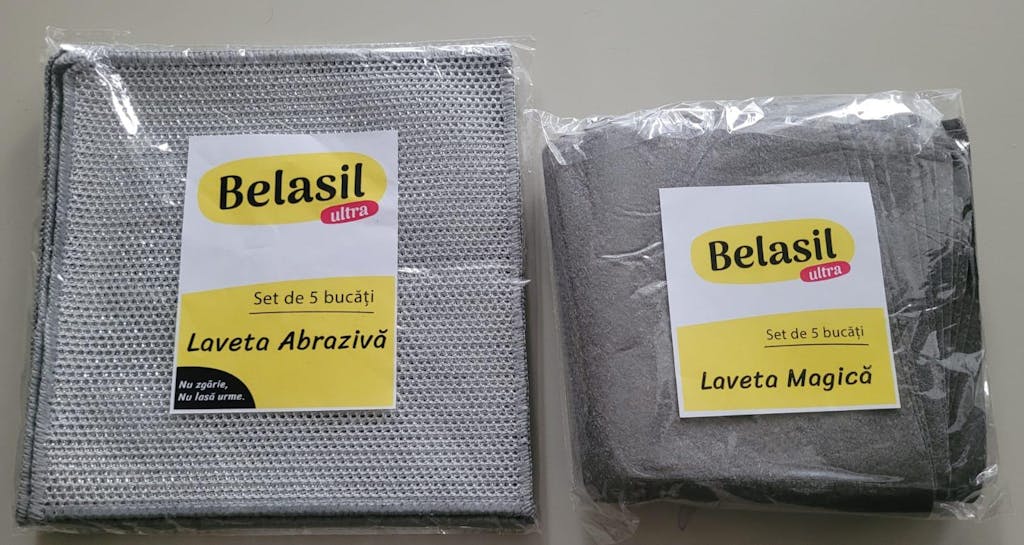 Belasil
ultra
Set de 5 bucăți
Laveta Abrazivă
Nu zgârie,
Nu lasă urme.
Belasil
ultra
Set de 5 bucăți
Laveta Magică